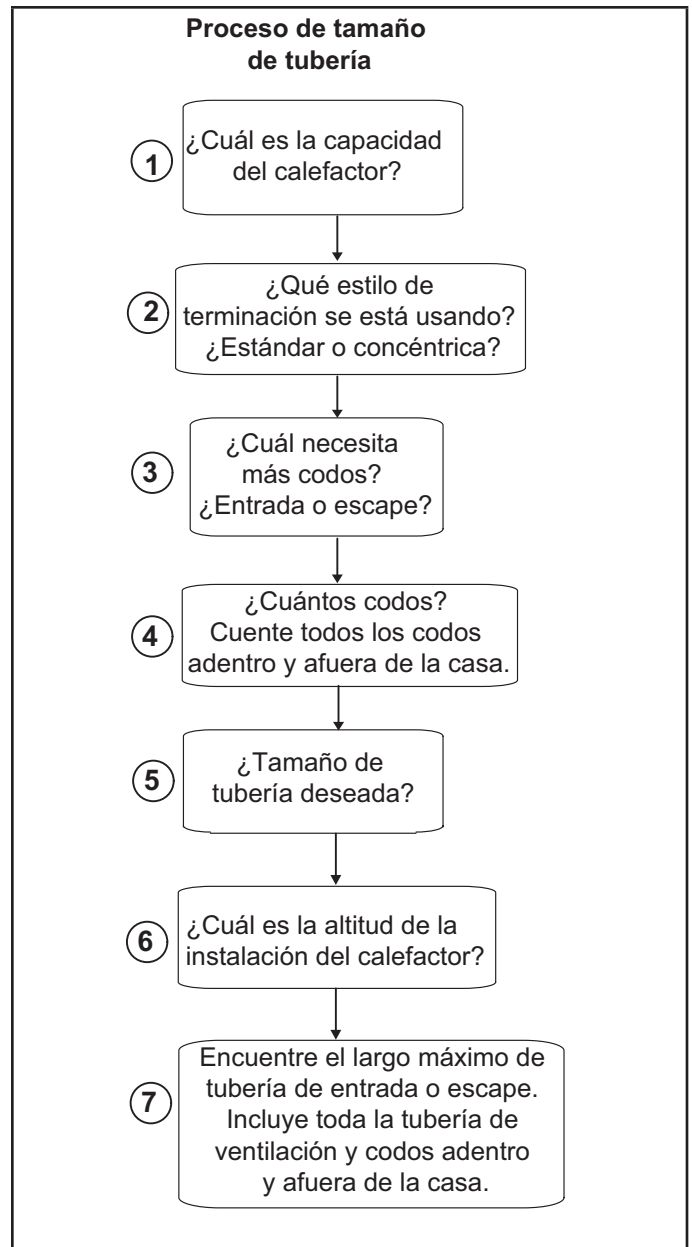 Proceso de tamaño
de tubería
1
¿Cuál es la capacidad
del calefactor?
2
¿Qué estilo de
terminación se está usando?
¿Estándar o concéntrica?
3
¿Cuál necesita
más codos?
¿Entrada o escape?
4
¿Cuántos codos?
Cuente todos los codos
adentro y afuera de la casa.
5
¿Tamaño de
tubería deseada?
6
¿Cuál es la altitud de la
instalación del calefactor?
7
Encuentre el largo máximo de
tubería de entrada o escape.
Incluye toda la tubería de
ventilación y codos adentro
y afuera de la casa.